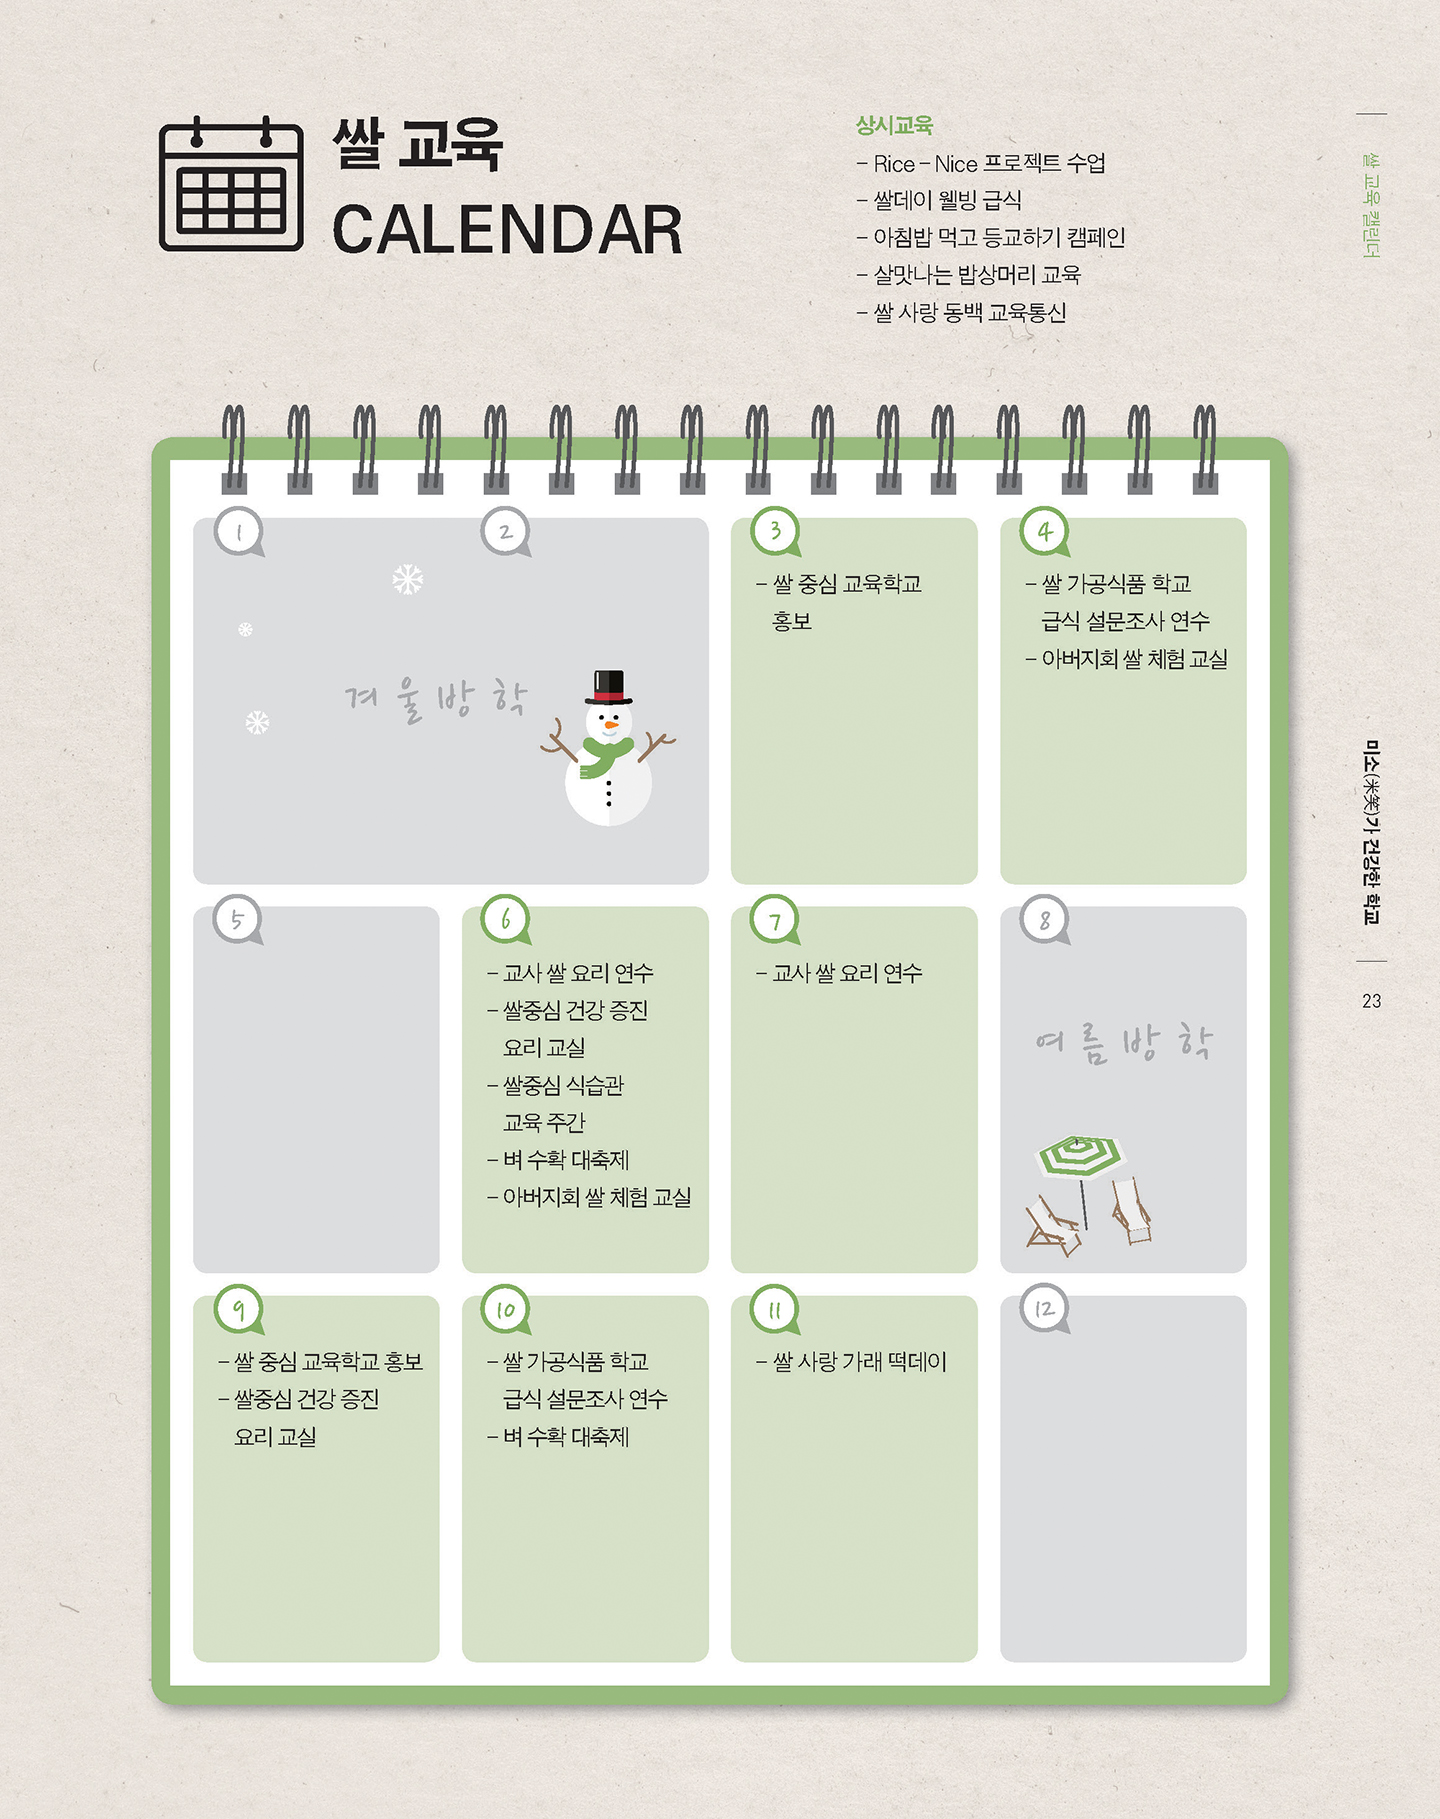 쌀 교육
CALENDAR
상시교육
– Rice – Nice 프로젝트 수업
– 쌀데이 웰빙 급식
– 아침밥 먹고 등교하기 캠페인
– 살맛나는 밥상머리 교육
– 쌀 사랑 동백 교육통신
쌀 교육 캘린더
미소(米笑)가 건강한 학교
23
1
2
겨울방학
3
– 쌀 중심 교육학교
홍보
4
– 쌀 가공식품 학교
급식 설문조사 연수
– 아버지회 쌀 체험 교실
5
6
– 교사 쌀 요리 연수
– 쌀중심 건강 증진
요리 교실
– 쌀중심 식습관
교육 주간
– 벼 수확 대축제
– 아버지회 쌀 체험 교실
7
– 교사 쌀 요리 연수
8
여름방학
9
– 쌀 중심 교육학교 홍보
– 쌀중심 건강 증진
요리 교실
10
– 쌀 가공식품 학교
급식 설문조사 연수
– 벼 수확 대축제
11
– 쌀 사랑 가래 떡데이
12